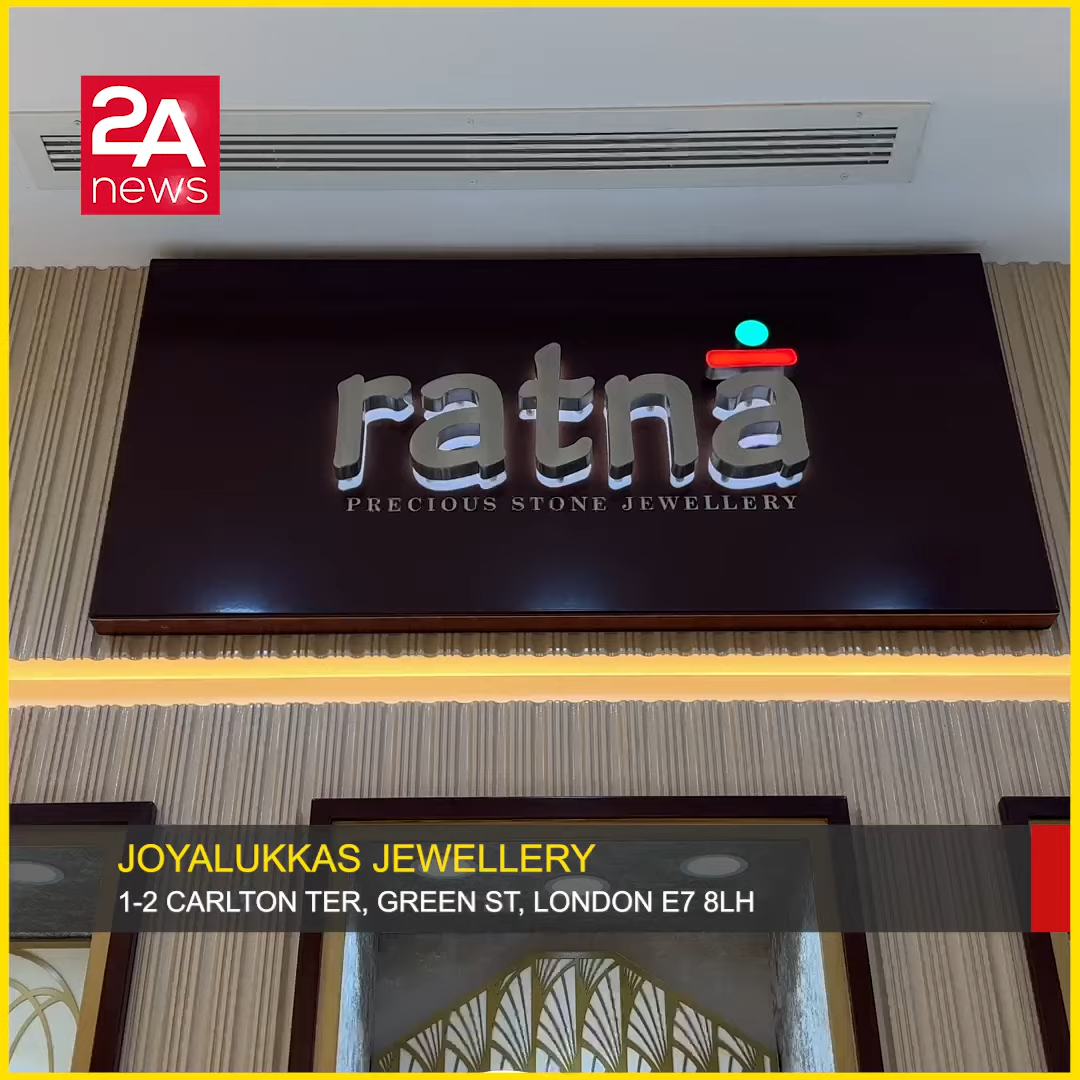 2A
news
ratnā
PRECIOUS STONE JEWELLERY
JOYALUKKAS JEWELLERY
1-2 CARLTON TER, GREEN ST, LONDON E7 8LH